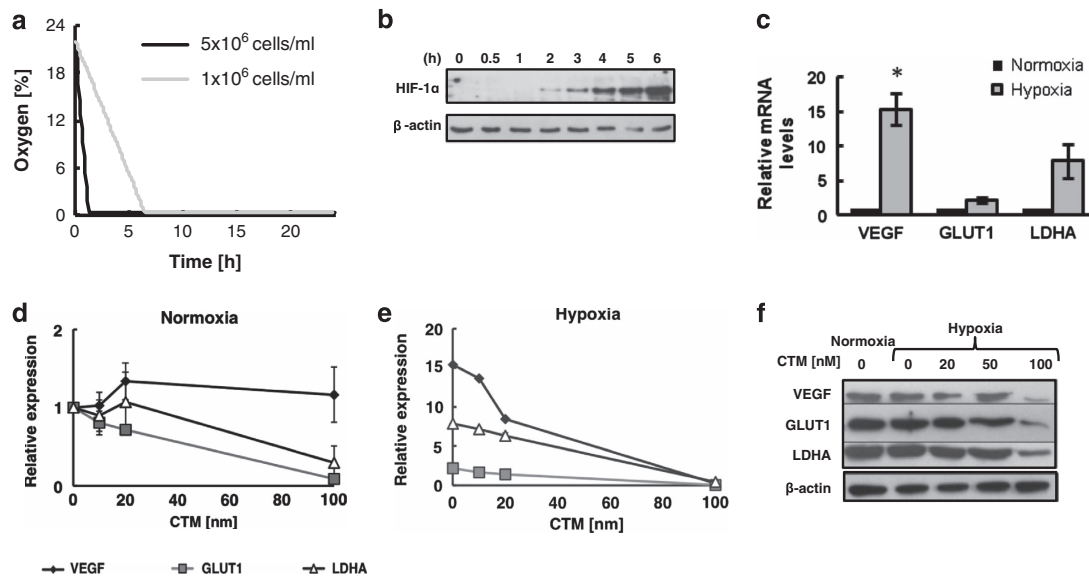 a
24
18
12
6
0
Oxygen [%]
5x10⁶ cells/ml
1x10⁶ cells/ml
0 5 10 15 20
Time [h]
b
(h) 0 0.5 1 2 3 4 5 6
HIF-1α
β-actin
c
Normoxia
Hypoxia
Relative mRNA
levels
20
15
10
5
0
*
VEGF GLUT1 LDHA
d
Normoxia
Relative expression
2
1
0
0 20 40 60 80 100
CTM [nm]
e
Hypoxia
Relative expression
20
15
10
5
0
0 20 40 60 80 100
CTM [nm]
VEGF GLUT1 LDHA
f
Hypoxia
Normoxia
CTM [nM] 0 0 20 50 100
VEGF
GLUT1
LDHA
β-actin